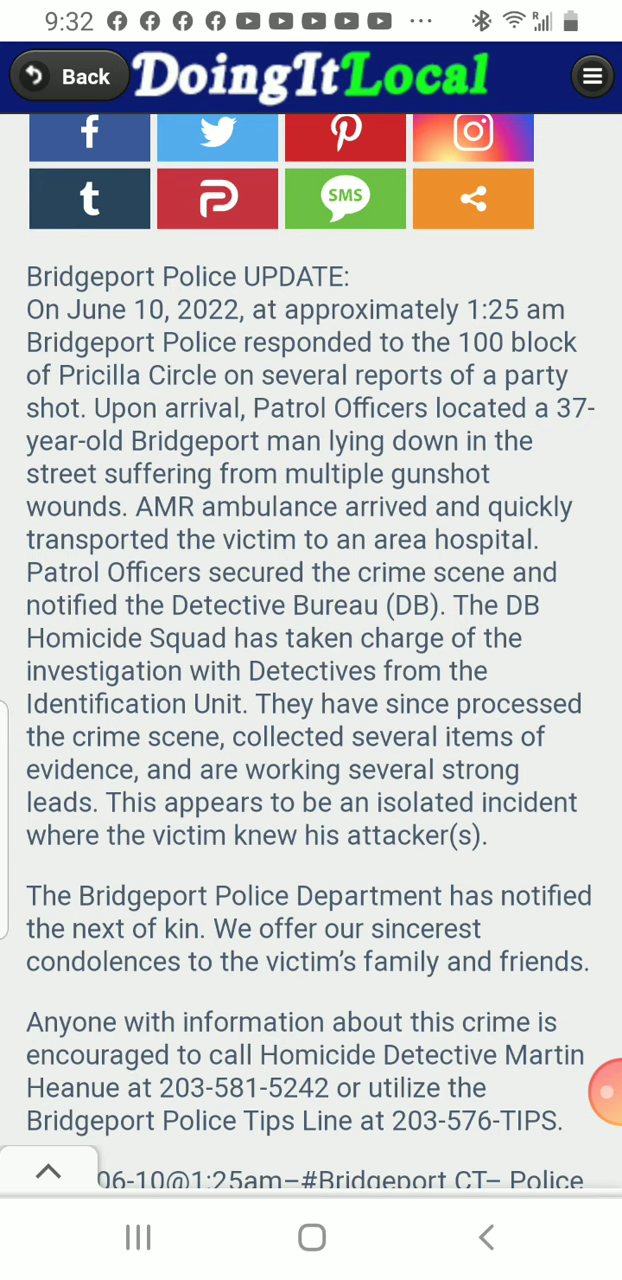 9:32
Back
DoingItLocal
SMS
Bridgeport Police UPDATE:
On June 10, 2022, at approximately 1:25 am
Bridgeport Police responded to the 100 block
of Pricilla Circle on several reports of a party
shot. Upon arrival, Patrol Officers located a 37-
year-old Bridgeport man lying down in the
street suffering from multiple gunshot
wounds. AMR ambulance arrived and quickly
transported the victim to an area hospital.
Patrol Officers secured the crime scene and
notified the Detective Bureau (DB). The DB
Homicide Squad has taken charge of the
investigation with Detectives from the
Identification Unit. They have since processed
the crime scene, collected several items of
evidence, and are working several strong
leads. This appears to be an isolated incident
where the victim knew his attacker(s).
The Bridgeport Police Department has notified
the next of kin. We offer our sincerest
condolences to the victim's family and friends.
Anyone with information about this crime is
encouraged to call Homicide Detective Martin
Heanue at 203-581-5242 or utilize the
Bridgeport Police Tips Line at 203-576-TIPS.
06-10@1:25am–#Bridgeport CT– Police